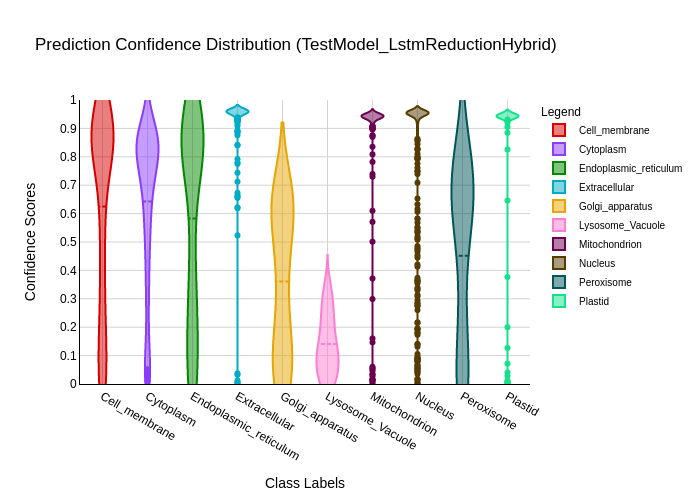 Prediction Confidence Distribution (TestModel_LstmReductionHybrid)
Legend
Cell_membrane
Cytoplasm
Endoplasmic_reticulum
Extracellular
Golgi_apparatus
Lysosome_Vacuole
Mitochondrion
Nucleus
Peroxisome
Plastid
Confidence Scores
1
0.9
0.8
0.7
0.6
0.5
0.4
0.3
0.2
0.1
0
Cell_membrane
Cytoplasm
Endoplasmic_reticulum
Extracellular
Golgi_apparatus
Lysosome_Vacuole
Mitochondrion
Nucleus
Peroxisome
Plastid
Class Labels